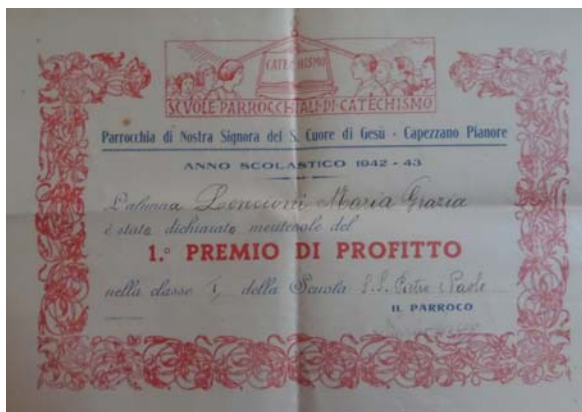 CATECHISMO
SCUOLE PARROCCHIALI DI CATECHISMO
Parrocchia di Nostra Signora del S. Cuore di Gesù - Capezzano Pianore
ANNO SCOLASTICO 1942 - 43
L'alunna Lencioni Maria Grazia
è stata dichiarata meritevole del
1.° PREMIO DI PROFITTO
nella classe I, della Scuola S.S. Pietro e Paolo
IL PARROCO